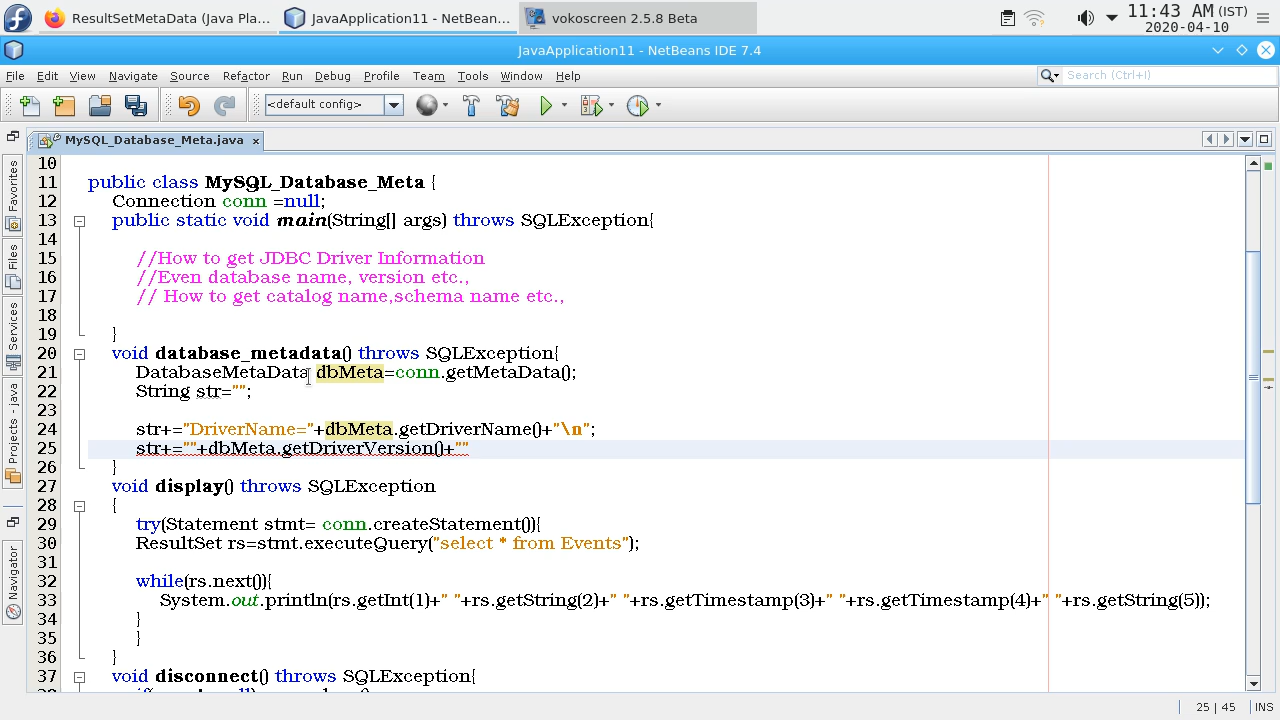 ResultSetMetaData (Java Pla...
JavaApplication11 - NetBean...
vokoscreen 2.5.8 Beta
11:43 AM (IST)
2020-04-10
JavaApplication11 - NetBeans IDE 7.4
File Edit View Navigate Source Refactor Run Debug Profile Team Tools Window Help
Search (Ctrl+I)
<default config>
MySQL_Database_Meta.java
Favorites
Files
Services
Projects - java
Navigator
10
11 public class MySQL_Database_Meta {
12 Connection conn =null;
13 public static void main(String[] args) throws SQLException{
14
15 //How to get JDBC Driver Information
16 //Even database name, version etc.,
17 // How to get catalog name,schema name etc.,
18
19 }
20 void database_metadata() throws SQLException{
21 DatabaseMetaData dbMeta=conn.getMetaData();
22 String str="";
23
24 str+="DriverName="+dbMeta.getDriverName()+"\n";
25 str+=""+dbMeta.getDriverVersion()+""
26 }
27 void display() throws SQLException
28 {
29 try(Statement stmt= conn.createStatement()){
30 ResultSet rs=stmt.executeQuery("select * from Events");
31
32 while(rs.next()){
33 System.out.println(rs.getInt(1)+" "+rs.getString(2)+" "+rs.getTimestamp(3)+" "+rs.getTimestamp(4)+" "+rs.getString(5));
34 }
35 }
36 }
37 void disconnect() throws SQLException{
25 | 45 INS